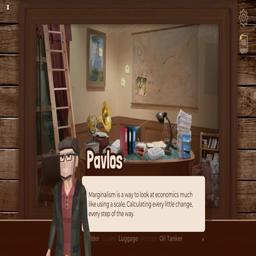 Pavlos
Marginalism is a way to look at economics much
like using a scale. Calculating every little change,
every step of the way.
Luggage
Oil Tanker